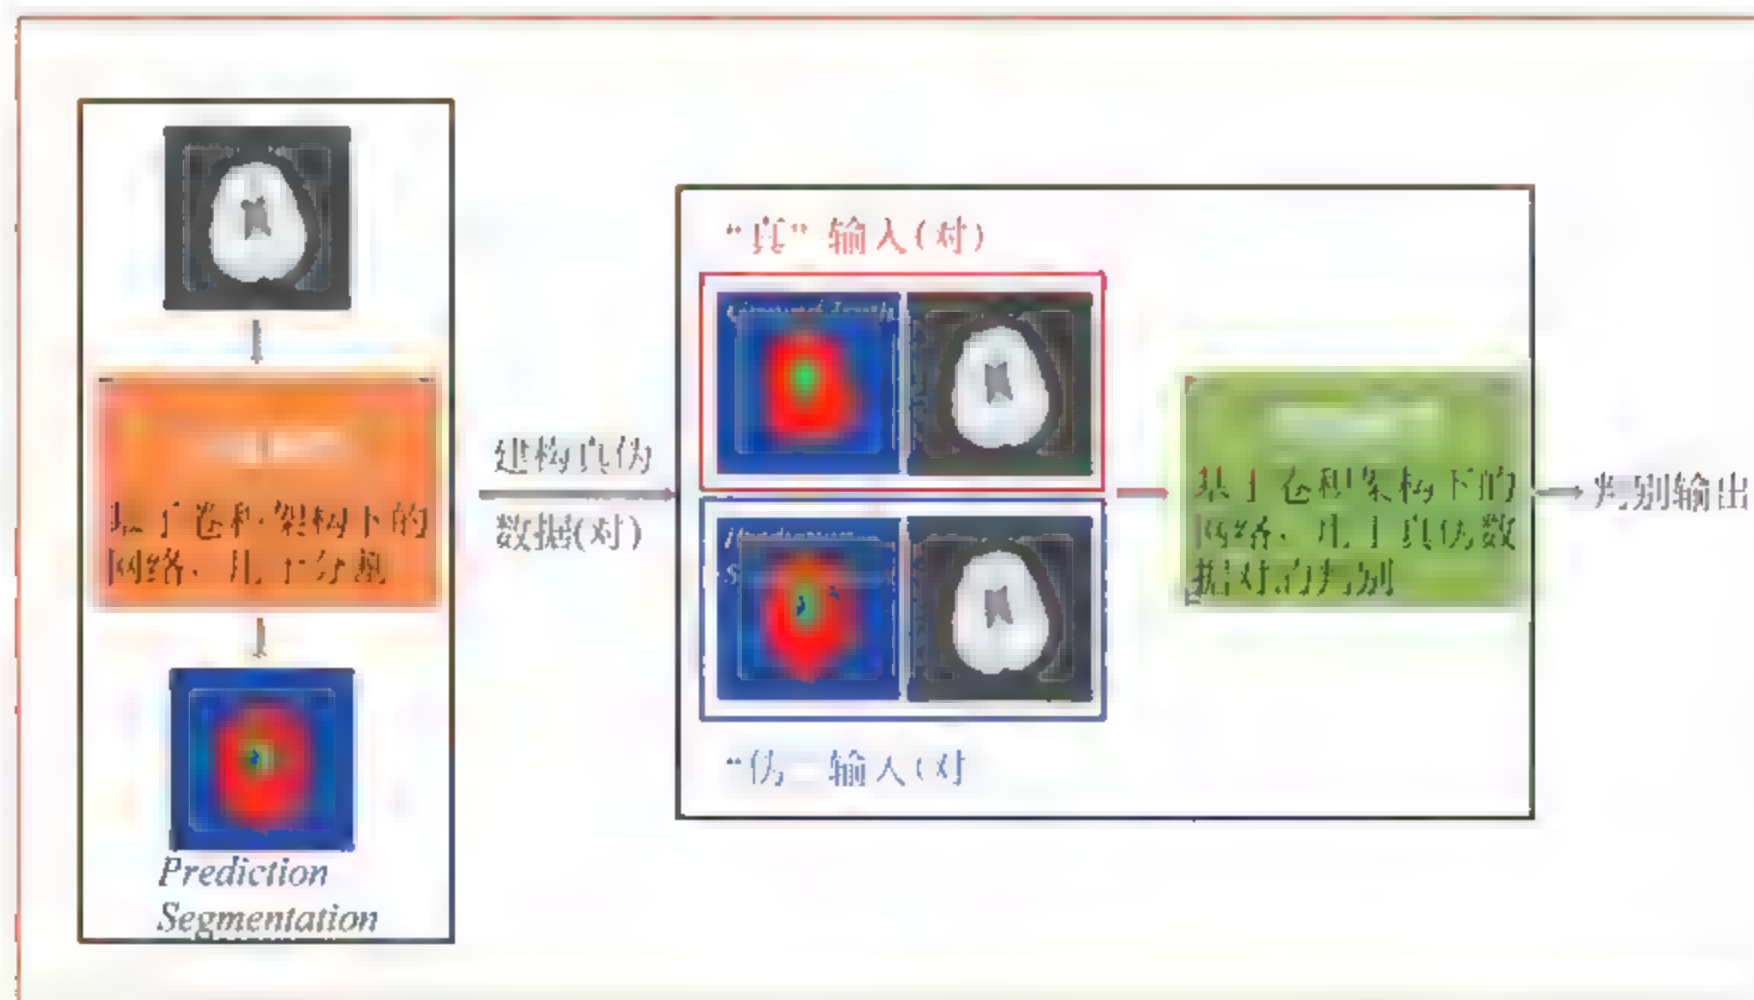 基于卷积架构下的
网络，用于分割
Prediction
Segmentation
建构真伪
数据(对)
“真”输入(对)
Ground truth
“伪 输入(对
基于卷积架构下的
网络，用于真伪数
据对的判别
判别输出